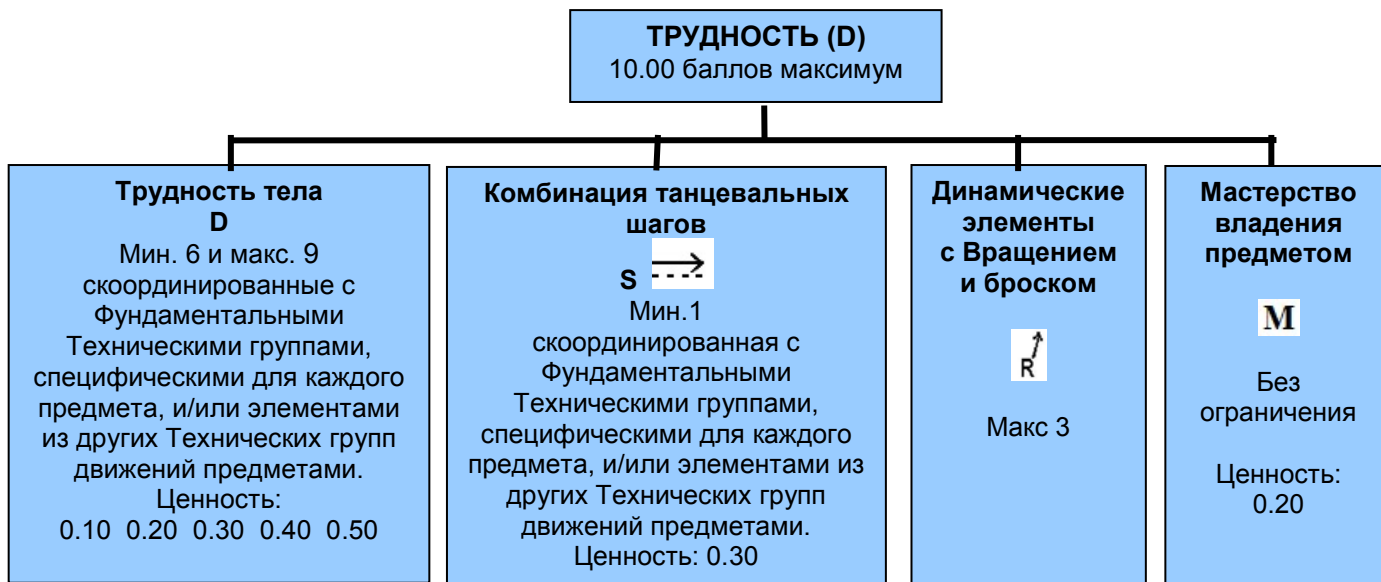 ТРУДНОСТЬ (D)
10.00 баллов максимум
Трудность тела
D
Мин. 6 и макс. 9
скоординированные с
Фундаментальными
Техническими группами,
специфическими для каждого
предмета, и/или элементами
из других Технических групп
движений предметами.
Ценность:
0.10 0.20 0.30 0.40 0.50
Комбинация танцевальных
шагов
S
Мин.1
скоординированная с
Фундаментальными
Техническими группами,
специфическими для каждого
предмета, и/или элементами из
других Технических групп
движений предметами.
Ценность: 0.30
Динамические
элементы
с Вращением
и броском
R
Макс 3
Мастерство
владения
предметом
M
Без
ограничения
Ценность:
0.20